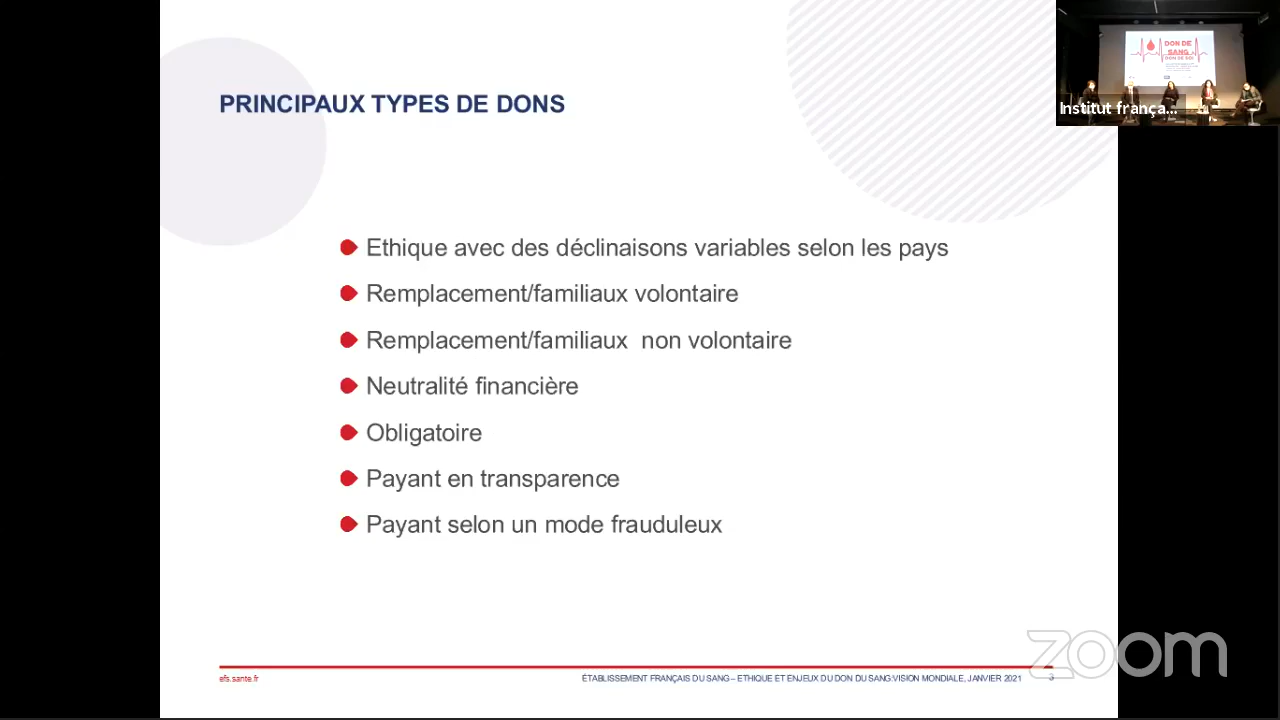 PRINCIPAUX TYPES DE DONS
Ethique avec des déclinaisons variables selon les pays
Remplacement/familiaux volontaire
Remplacement/familiaux  non volontaire
Neutralité financière
Obligatoire
Payant en transparence
Payant selon un mode frauduleux
efs.sante.fr
ÉTABLISSEMENT FRANÇAIS DU SANG – ETHIQUE ET ENJEUX DU DON DU SANG:VISION MONDIALE, JANVIER 2021
3
DON DE
SANG
DON DE SOI
Institut frança...
zoom